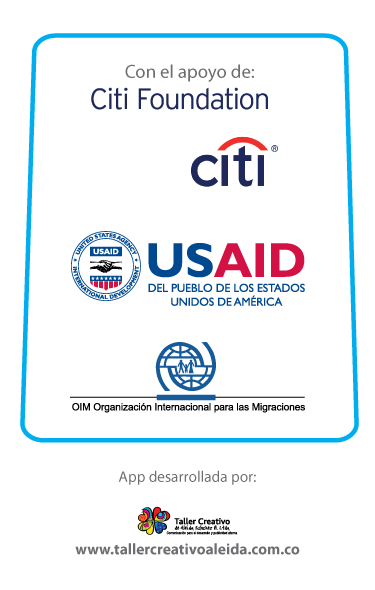 Con el apoyo de:
Citi Foundation
citi®
UNITED STATES AGENCY
USAID
INTERNATIONAL DEVELOPMENT
USAID
DEL PUEBLO DE LOS ESTADOS
UNIDOS DE AMÉRICA
OIM Organización Internacional para las Migraciones
App desarrollada por:
Taller Creativo
www.tallercreativoaleida.com.co